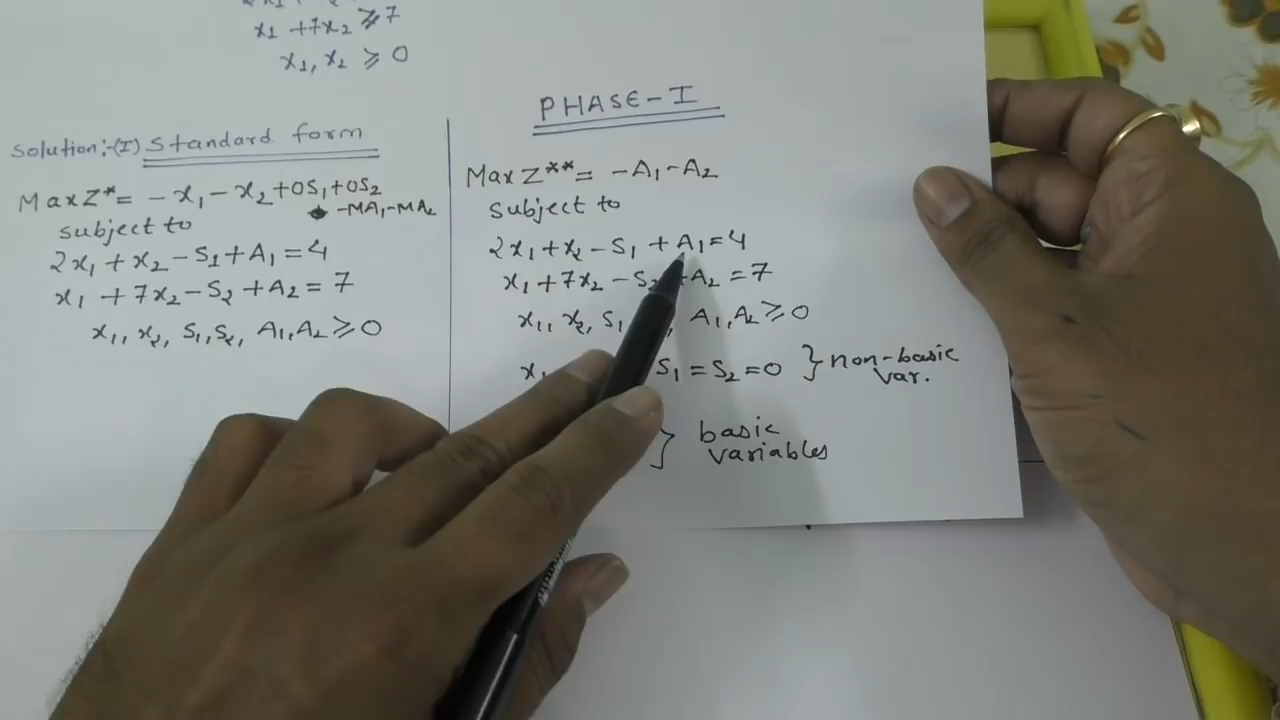 x₁ + 7x₂ ≥ 7
x₁, x₂ ≥ 0
Solution:-(I) Standard form
Max Z* = -x₁ - x₂ + 0S₁ + 0S₂
-MA₁-MA₂
subject to
2x₁ + x₂ - S₁ + A₁ = 4
x₁ + 7x₂ - S₂ + A₂ = 7
x₁, x₂, S₁, S₂, A₁, A₂ ≥ 0
PHASE-I
Max Z** = -A₁ - A₂
subject to
2x₁ + x₂ - S₁ + A₁ = 4
x₁ + 7x₂ - S₂ + A₂ = 7
x₁, x₂, S₁, A₁, A₂ ≥ 0
S₁ = S₂ = 0 } non-basic
var.
} basic
variables